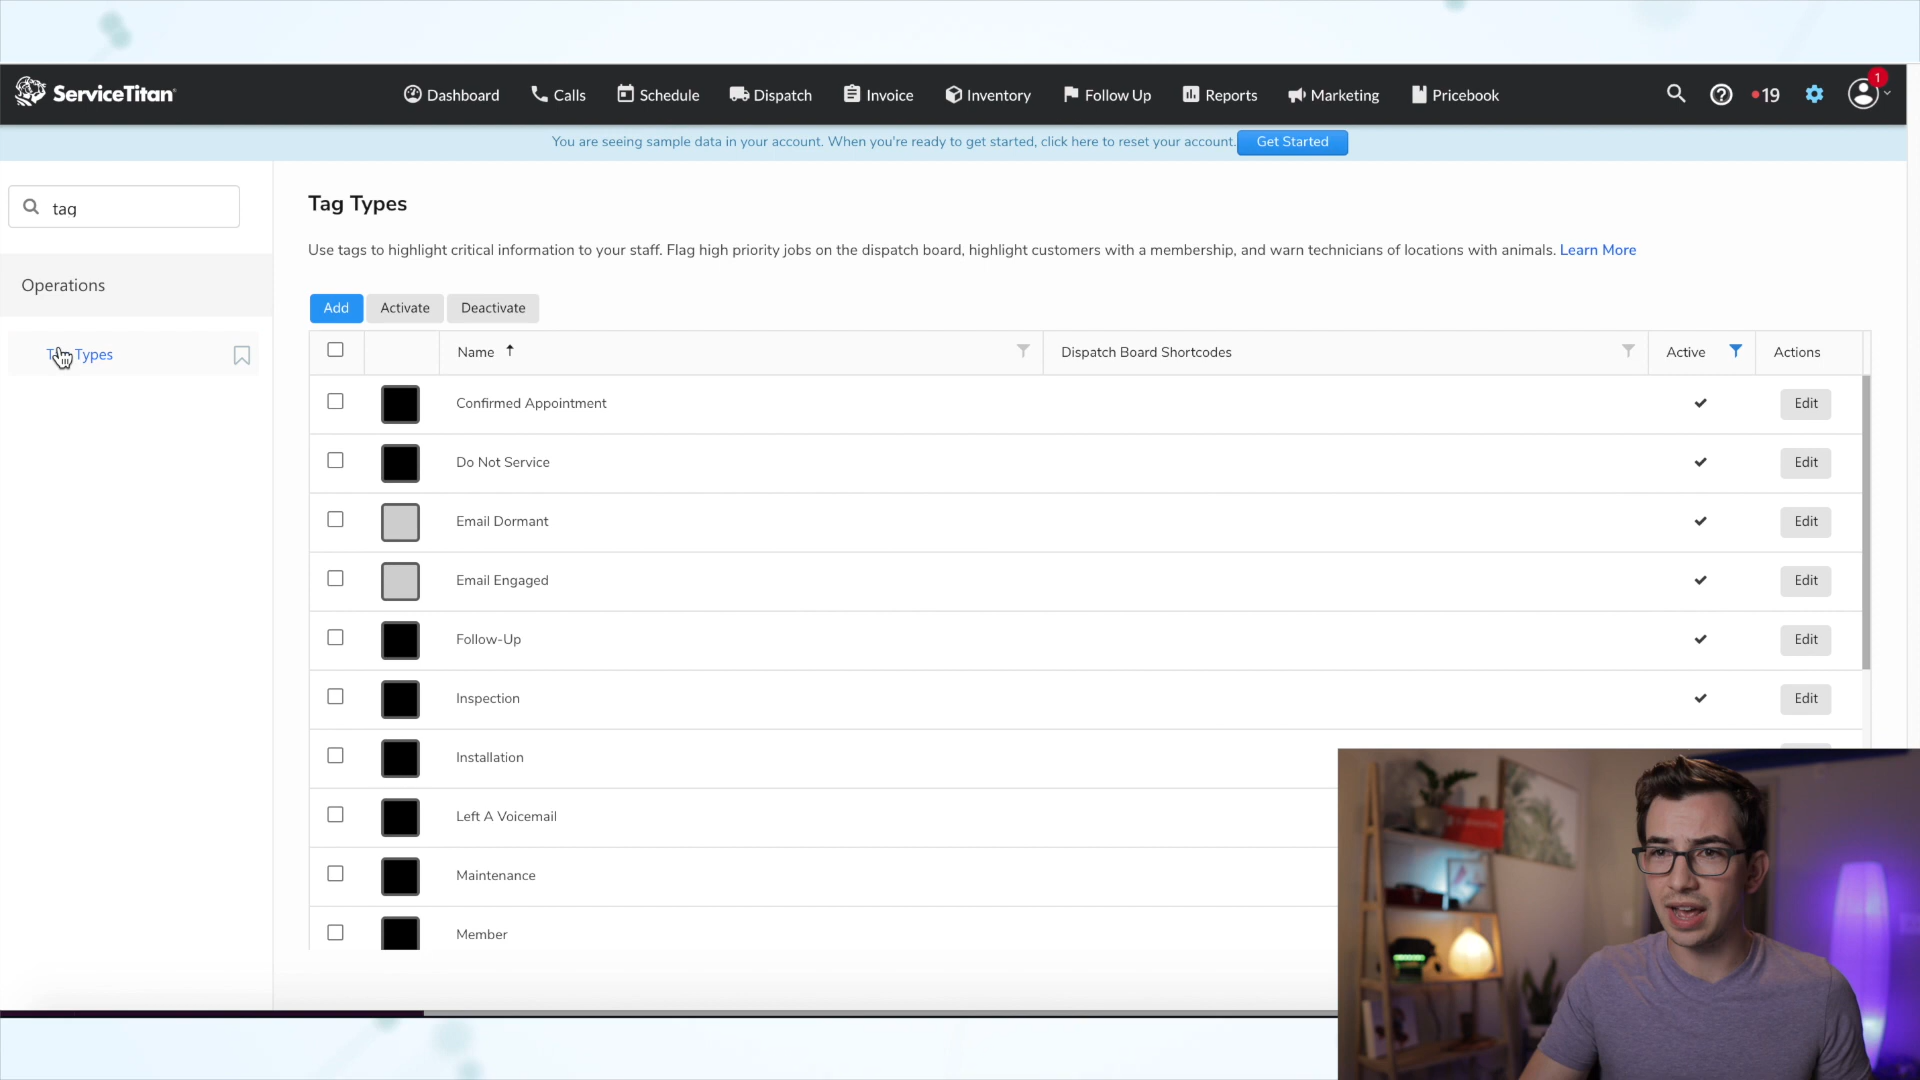 ServiceTitan
Dashboard
Calls
Schedule
Dispatch
Invoice
Inventory
Follow Up
Reports
Marketing
Pricebook
19
1
You are seeing sample data in your account. When you're ready to get started, click here to reset your account.
Get Started
tag
Operations
Types
Tag Types
Use tags to highlight critical information to your staff. Flag high priority jobs on the dispatch board, highlight customers with a membership, and warn technicians of locations with animals. Learn More
Add
Activate
Deactivate
Name
Dispatch Board Shortcodes
Active
Actions
Confirmed Appointment
Edit
Do Not Service
Edit
Email Dormant
Edit
Email Engaged
Edit
Follow-Up
Edit
Inspection
Edit
Installation
Left A Voicemail
Maintenance
Member